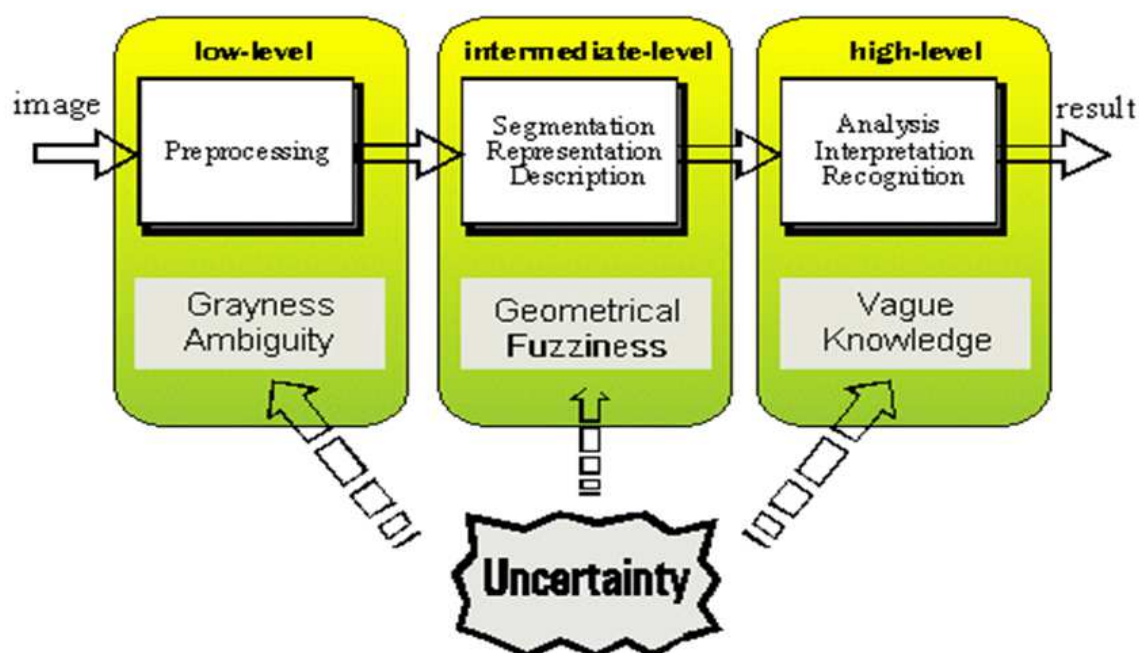 low-level
intermediate-level
high-level
image
Preprocessing
Segmentation
Representation
Description
Analysis
Interpretation
Recognition
result
Grayness
Ambiguity
Geometrical
Fuzziness
Vague
Knowledge
Uncertainty